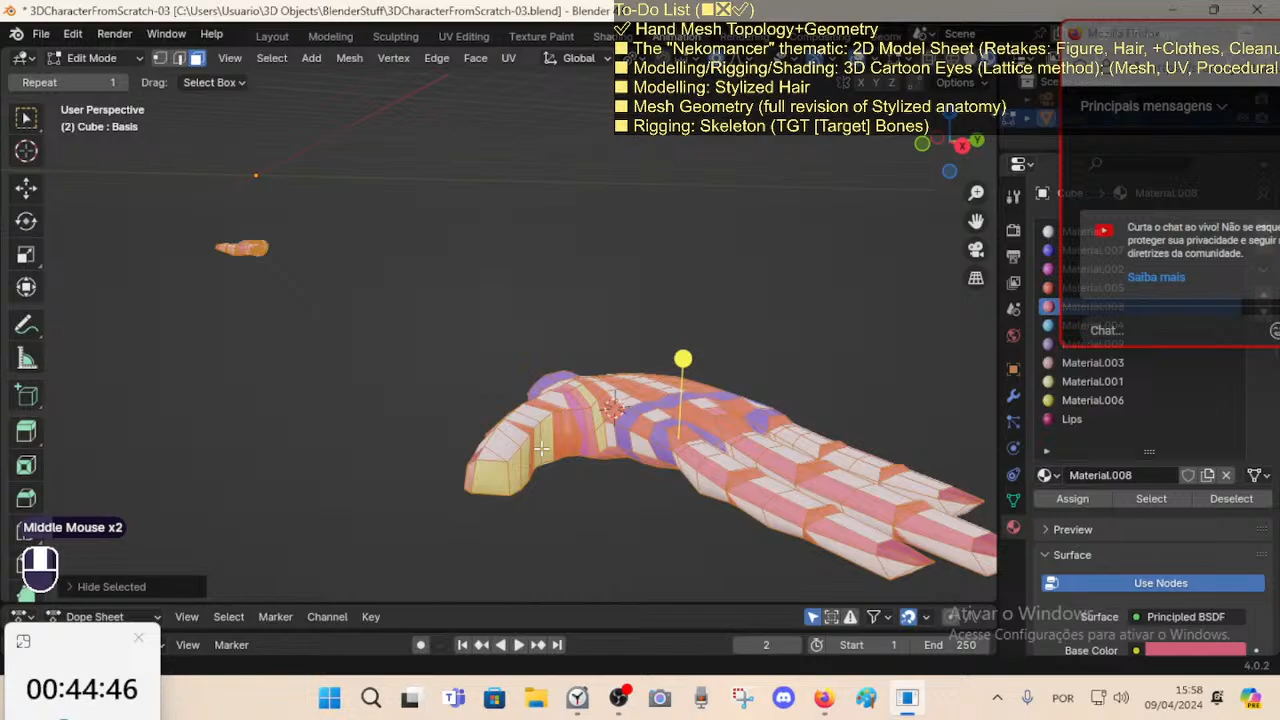 * 3DCharacterFromScratch-03 [C:\Users\Usuario\3D Objects\BlenderStuff\3DCharacterFromScratch-03.blend] - Blender
To-Do List (■☒✓)
✓ Hand Mesh Topology+Geometry
■ The "Nekomancer" thematic: 2D Model Sheet (Retakes: Figure, Hair, +Clothes, Clean
■ Modelling/Rigging/Shading: 3D Cartoon Eyes (Lattice method); (Mesh, UV, Procedural
■ Modelling: Stylized Hair
■ Mesh Geometry (full revision of Stylized anatomy)
■ Rigging: Skeleton (TGT [Target] Bones)
File Edit Render Window Help Layout Modeling Sculpting UV Editing Texture Paint Scene
Edit Mode View Select Add Mesh Vertex Edge Face UV Global
Repeat 1 Drag: Select Box X Y Z Options
User Perspective
(2) Cube : Basis
X Y
Principais mensagens
Cube Material.008
Curta o chat ao vivo! Não se esque
proteger sua privacidade e seguir
diretrizes da comunidade.
Saiba mais
Chat...
Material.003
Material.001
Material.006
Lips
Material.008
Assign Select Deselect
Preview
Surface
Use Nodes
Surface Principled BSDF
Base Color
Middle Mouse x2
Hide Selected
Dope Sheet View Select Marker Channel Key
View Marker
2 Start 1 End 250
Ativar o Windows
Acesse Configurações para ativar o Windows.
4.0.2
00:44:46
POR
15:58
09/04/2024
PRE